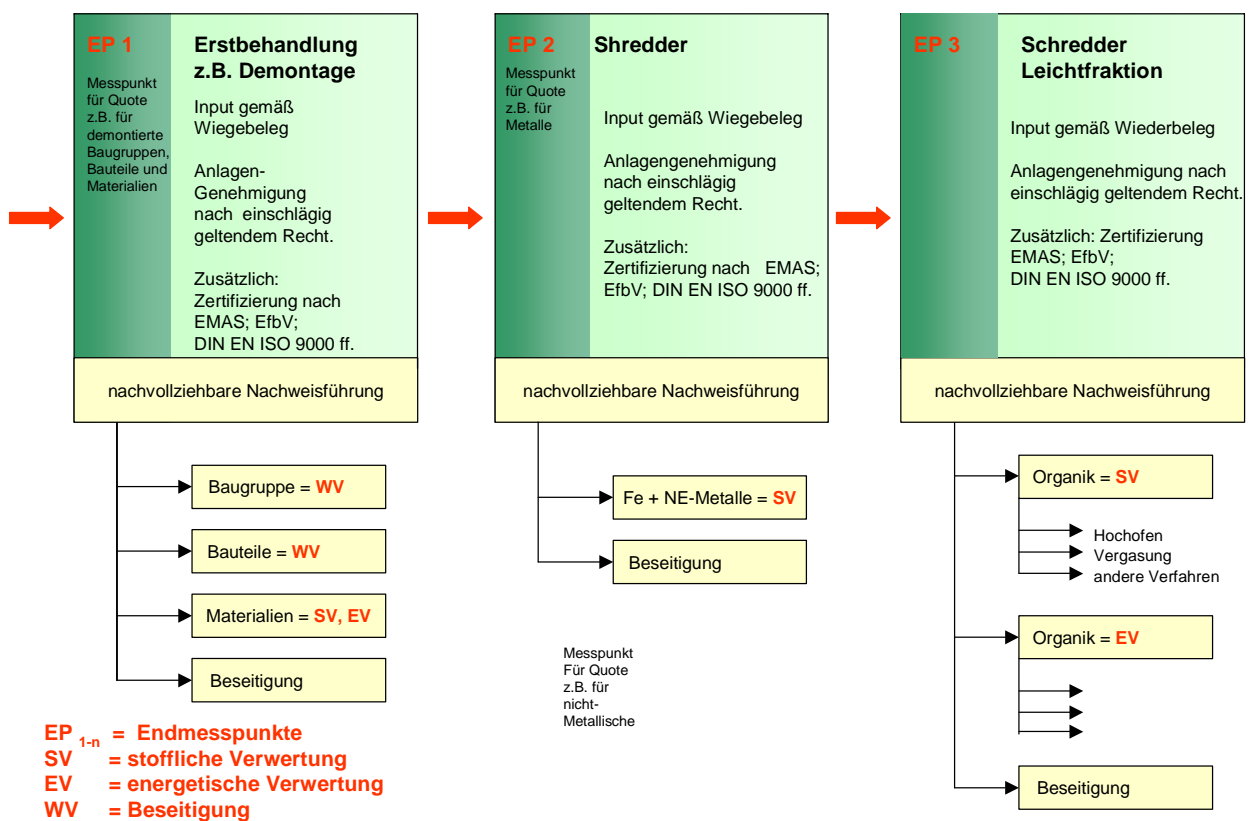 EP 1
Erstbehandlung
z.B. Demontage
Messpunkt
für Quote
z.B. für
demontierte
Baugruppen,
Bauteile und
Materialien
Input gemäß
Wiegebeleg
Anlagen-
Genehmigung
nach einschlägig
geltendem Recht.
Zusätzlich:
Zertifizierung nach
EMAS; EfbV;
DIN EN ISO 9000 ff.
nachvollziehbare Nachweisführung
Baugruppe = WV
Bauteile = WV
Materialien = SV, EV
Beseitigung
EP 2
Shredder
Messpunkt
für Quote
z.B. für
Metalle
Input gemäß Wiegebeleg
Anlagengenehmigung
nach einschlägig
geltendem Recht.
Zusätzlich:
Zertifizierung nach EMAS;
EfbV; DIN EN ISO 9000 ff.
nachvollziehbare Nachweisführung
Fe + NE-Metalle = SV
Beseitigung
Messpunkt
Für Quote
z.B. für
nicht-
Metallische
EP 3
Schredder
Leichtfraktion
Input gemäß Wiederbeleg
Anlagengenehmigung nach
einschlägig geltendem Recht.
Zusätzlich: Zertifizierung
EMAS; EfbV;
DIN EN ISO 9000 ff.
nachvollziehbare Nachweisführung
Organik = SV
Hochofen
Vergasung
andere Verfahren
Organik = EV
Beseitigung
EP 1-n = Endmesspunkte
SV = stoffliche Verwertung
EV = energetische Verwertung
WV = Beseitigung